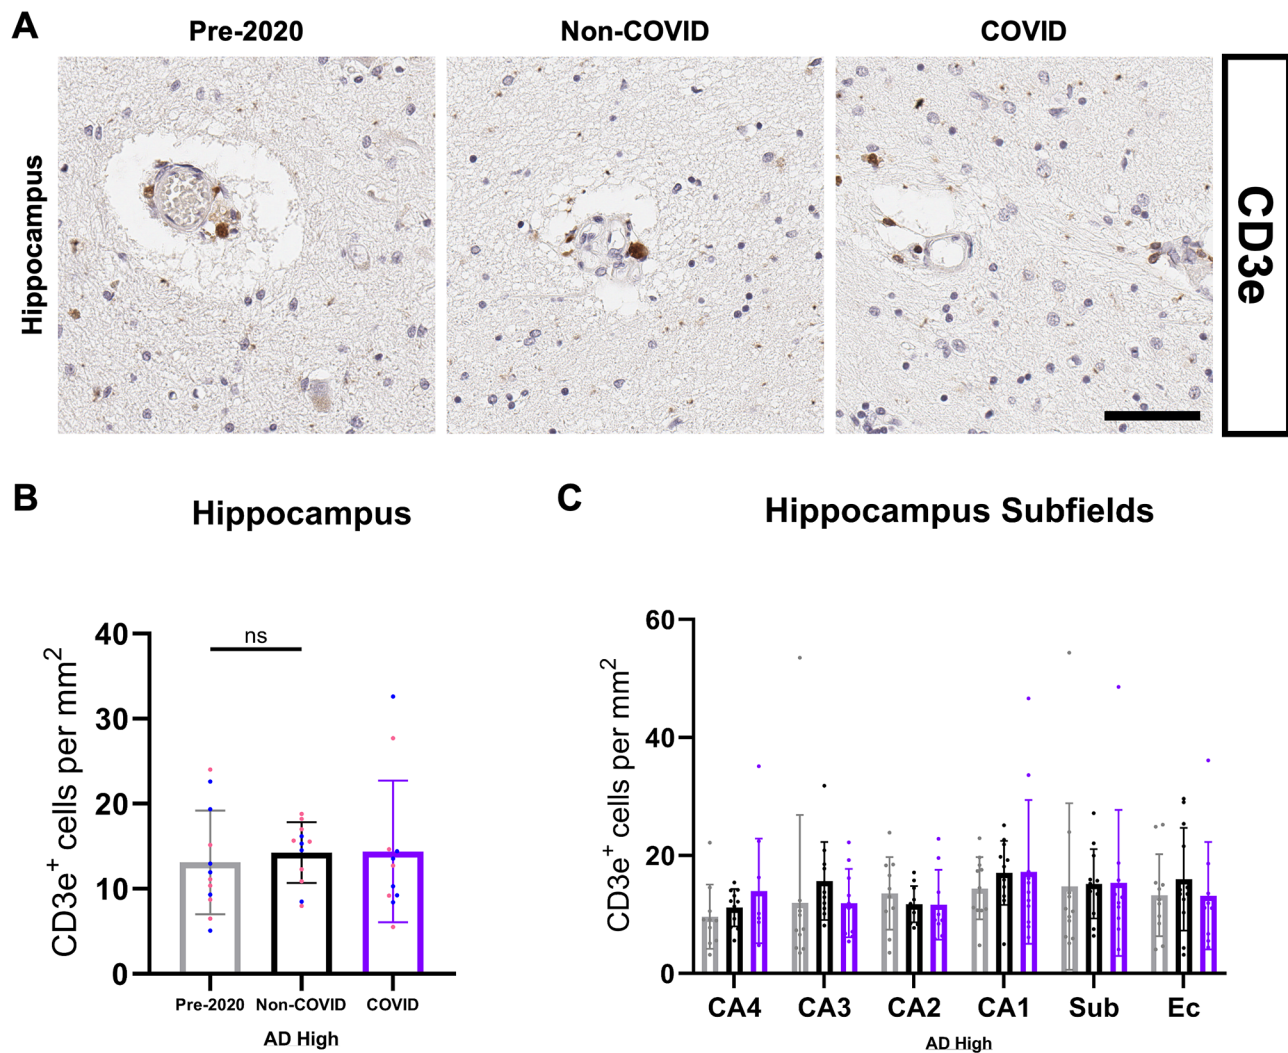 A
Pre-2020 Non-COVID COVID
Hippocampus
CD3e
B
Hippocampus
CD3e+ cells per mm2
40
30
20
10
0
ns
Pre-2020 Non-COVID COVID
AD High
C
Hippocampus Subfields
CD3e+ cells per mm2
60
40
20
0
CA4 CA3 CA2 CA1 Sub Ec
AD High